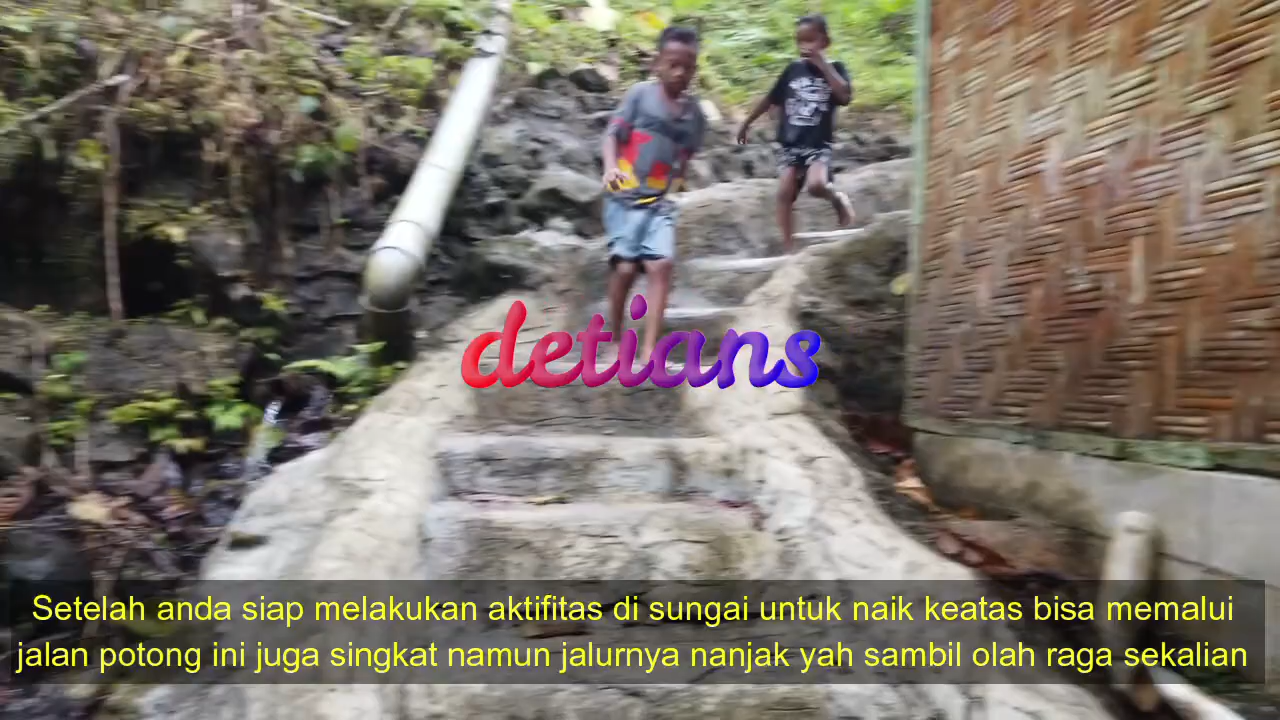 detians
Setelah anda siap melakukan aktifitas di sungai untuk naik keatas bisa memalui
jalan potong ini juga singkat namun jalurnya nanjak yah sambil olah raga sekalian